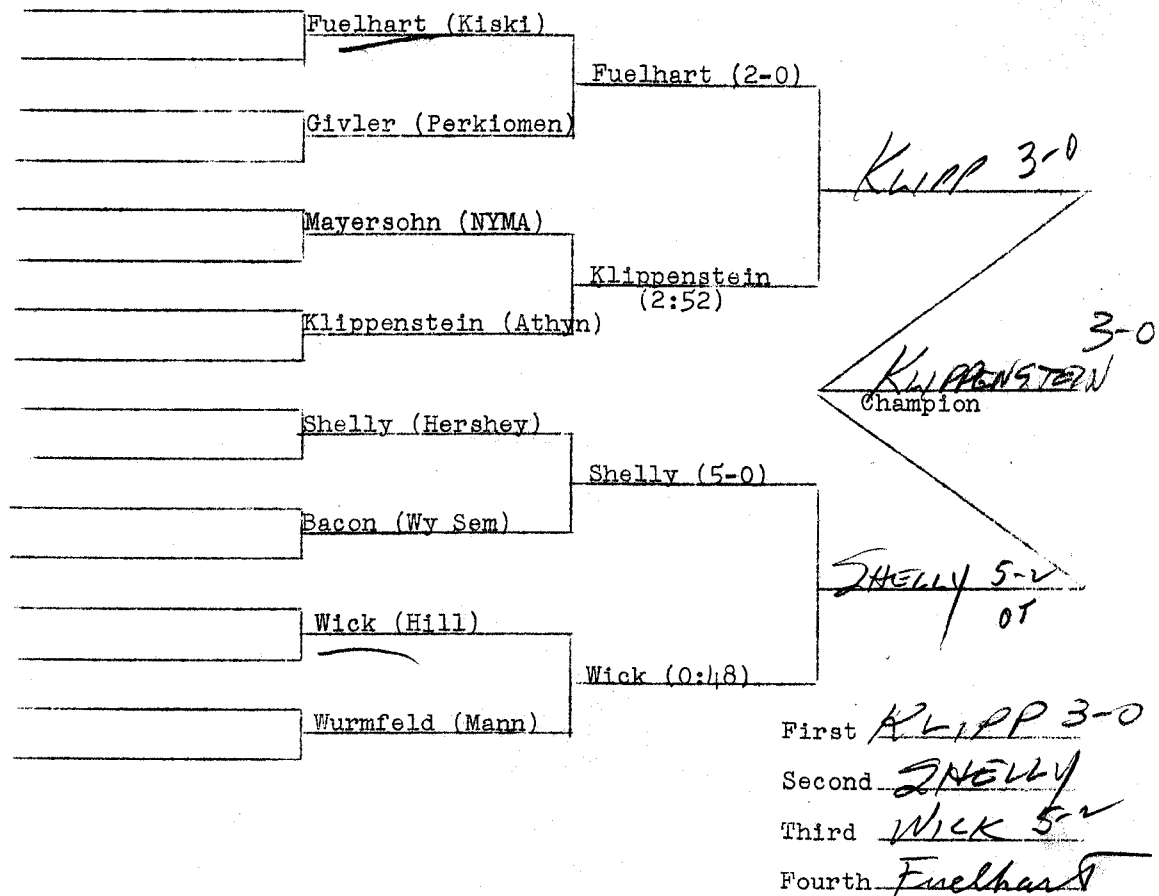 Fuelhart (Kiski)
Fuelhart (2-0)
Givler (Perkiomen)
KLIPP 3-0
Mayersohn (NYMA)
Klippenstein
(2:52)
Klippenstein (Athyn)
3-0
KLIPPENSTEIN
Champion
Shelly (Hershey)
Shelly (5-0)
Bacon (Wy Sem)
SHELLY 5-2
OT
Wick (Hill)
Wick (0:48)
Wurmfeld (Mann)
First KLIPP 3-0
Second SHELLY
Third WICK 5-2
Fourth Fuelhart